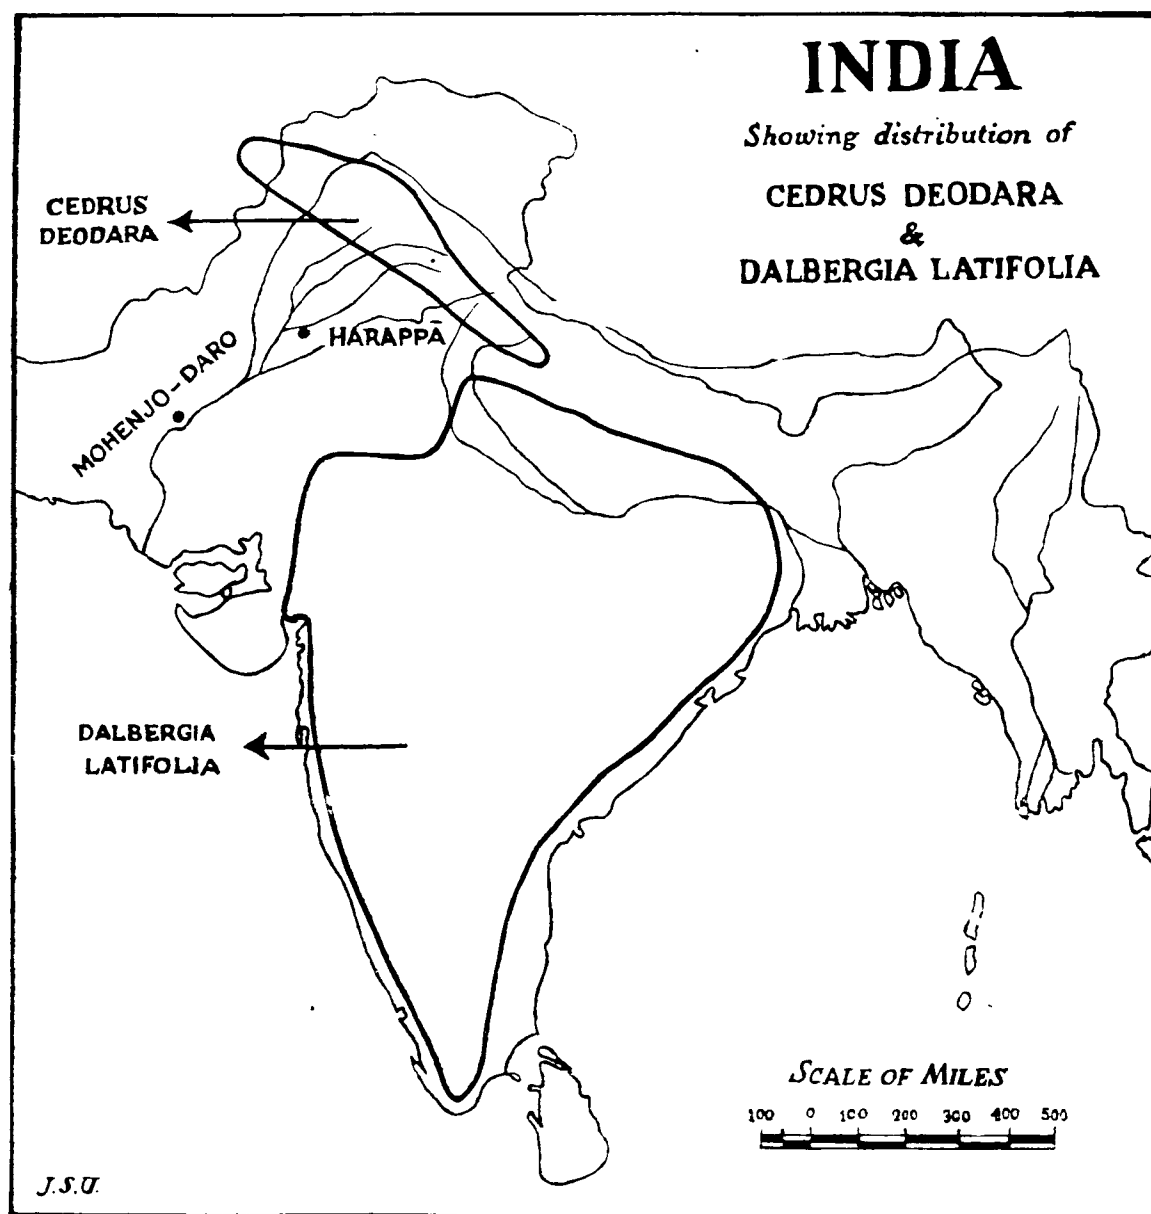 INDIA
Showing distribution of
CEDRUS DEODARA
&
DALBERGIA LATIFOLIA
CEDRUS
DEODARA
HARAPPĀ
MOHENJO-DARO
DALBERGIA
LATIFOLIA
SCALE OF MILES
100 0 100 200 300 400 500
J.S.U.